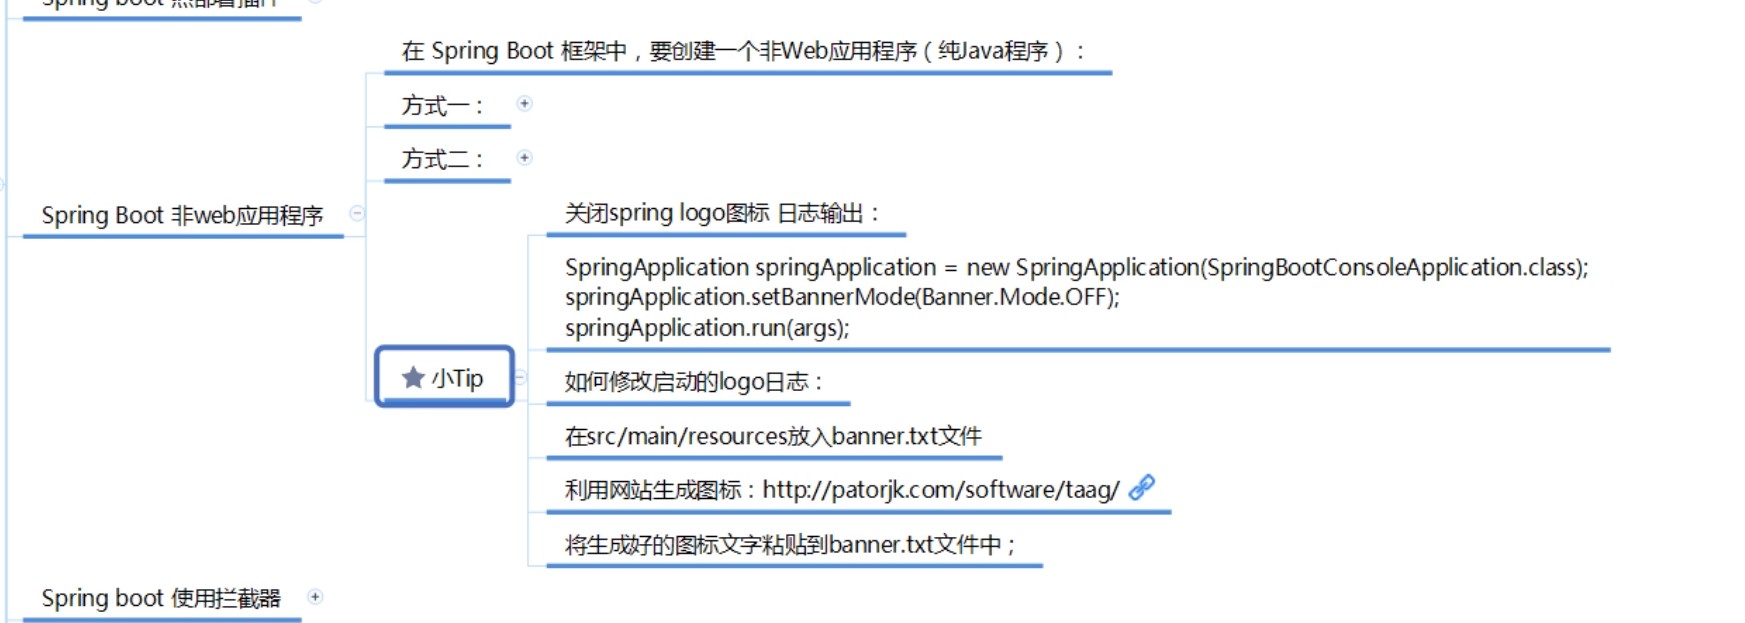 Spring boot 热部署插件
在 Spring Boot 框架中，要创建一个非Web应用程序（纯Java程序）：
方式一：
方式二：
Spring Boot 非web应用程序
关闭spring logo图标 日志输出：
SpringApplication springApplication = new SpringApplication(SpringBootConsoleApplication.class);
springApplication.setBannerMode(Banner.Mode.OFF);
springApplication.run(args);
小Tip
如何修改启动的logo日志：
在src/main/resources放入banner.txt文件
利用网站生成图标：http://patorjk.com/software/taag/
将生成好的图标文字粘贴到banner.txt文件中；
Spring boot 使用拦截器